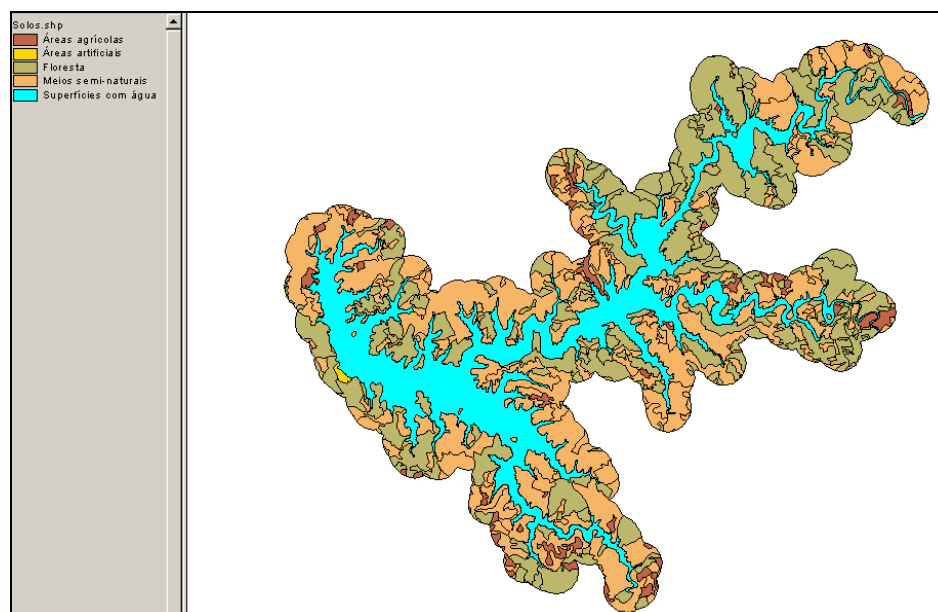 Solos.shp
Áreas agrícolas
Áreas artificiais
Floresta
Meios semi-naturais
Superfícies com água